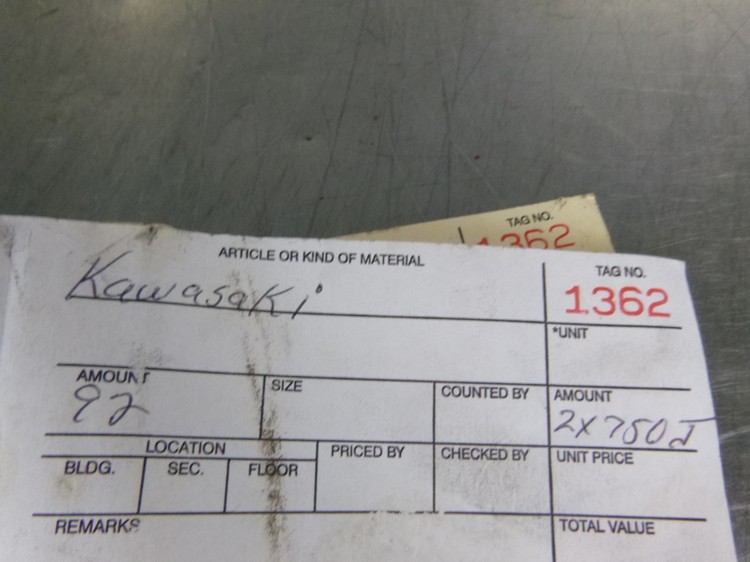 TAG NO.
1362
ARTICLE OR KIND OF MATERIAL
TAG NO.
Kawasaki
1362
*UNIT
AMOUNT
SIZE
COUNTED BY
AMOUNT
92
2X750J
LOCATION
PRICED BY
CHECKED BY
UNIT PRICE
BLDG.
SEC.
FLOOR
REMARKS
TOTAL VALUE